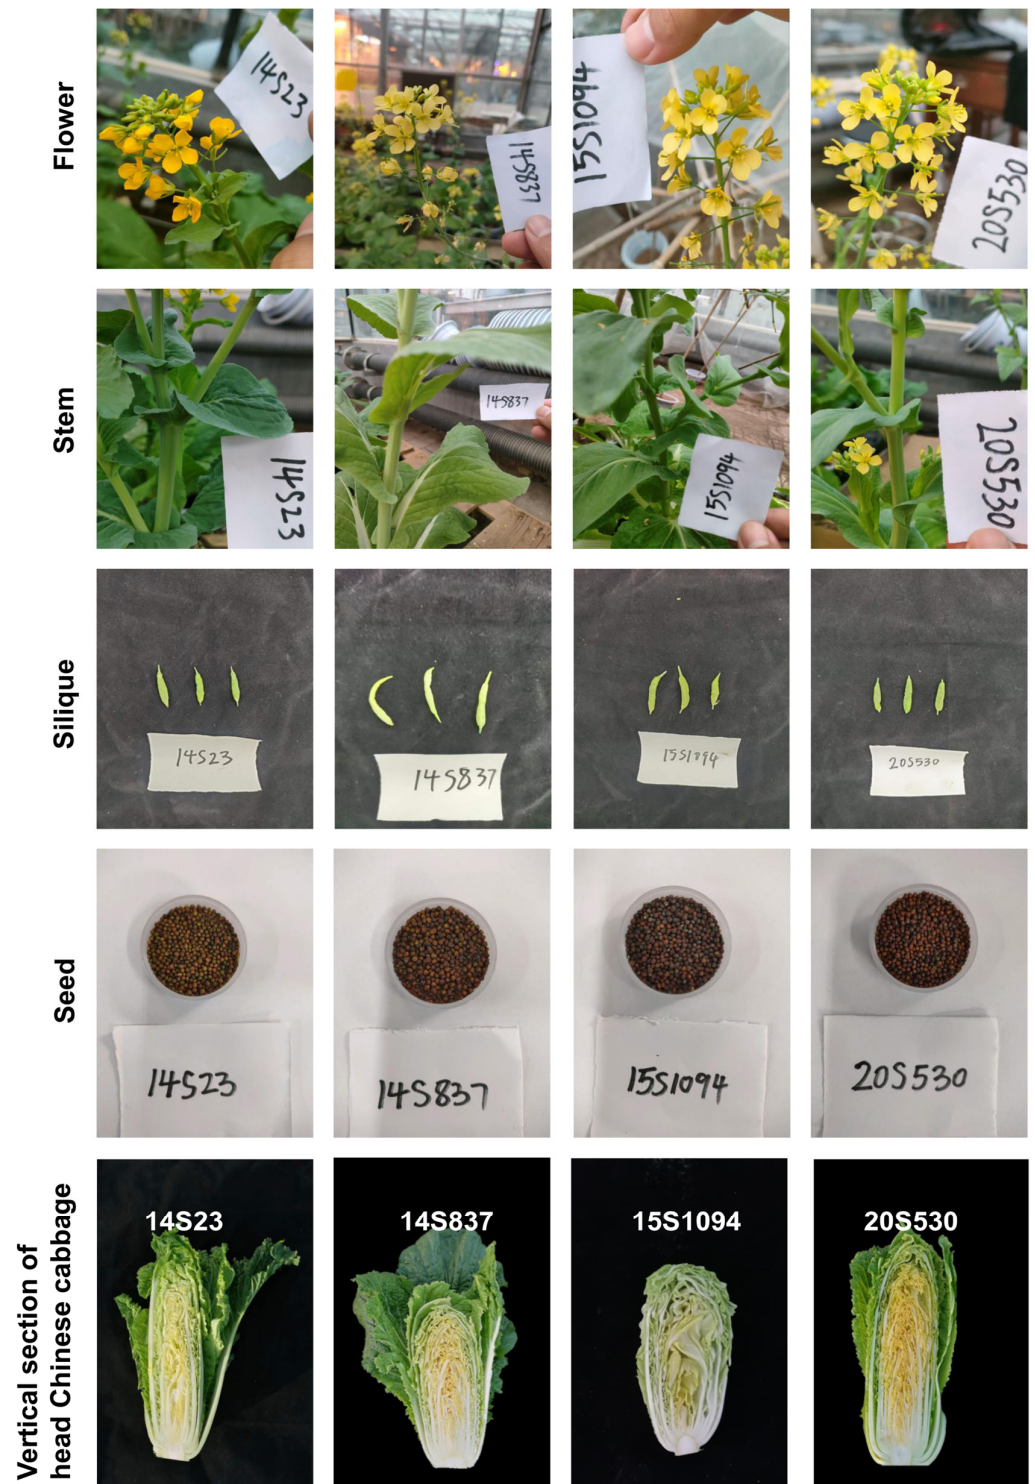 Flower
14S23
14S837
15S1094
20S530
Stem
14S23
14S837
15S1094
20S530
Silique
14S23
14S837
15S1094
20S530
Seed
14S23
14S837
15S1094
20S530
Vertical section of
head Chinese cabbage
14S23
14S837
15S1094
20S530